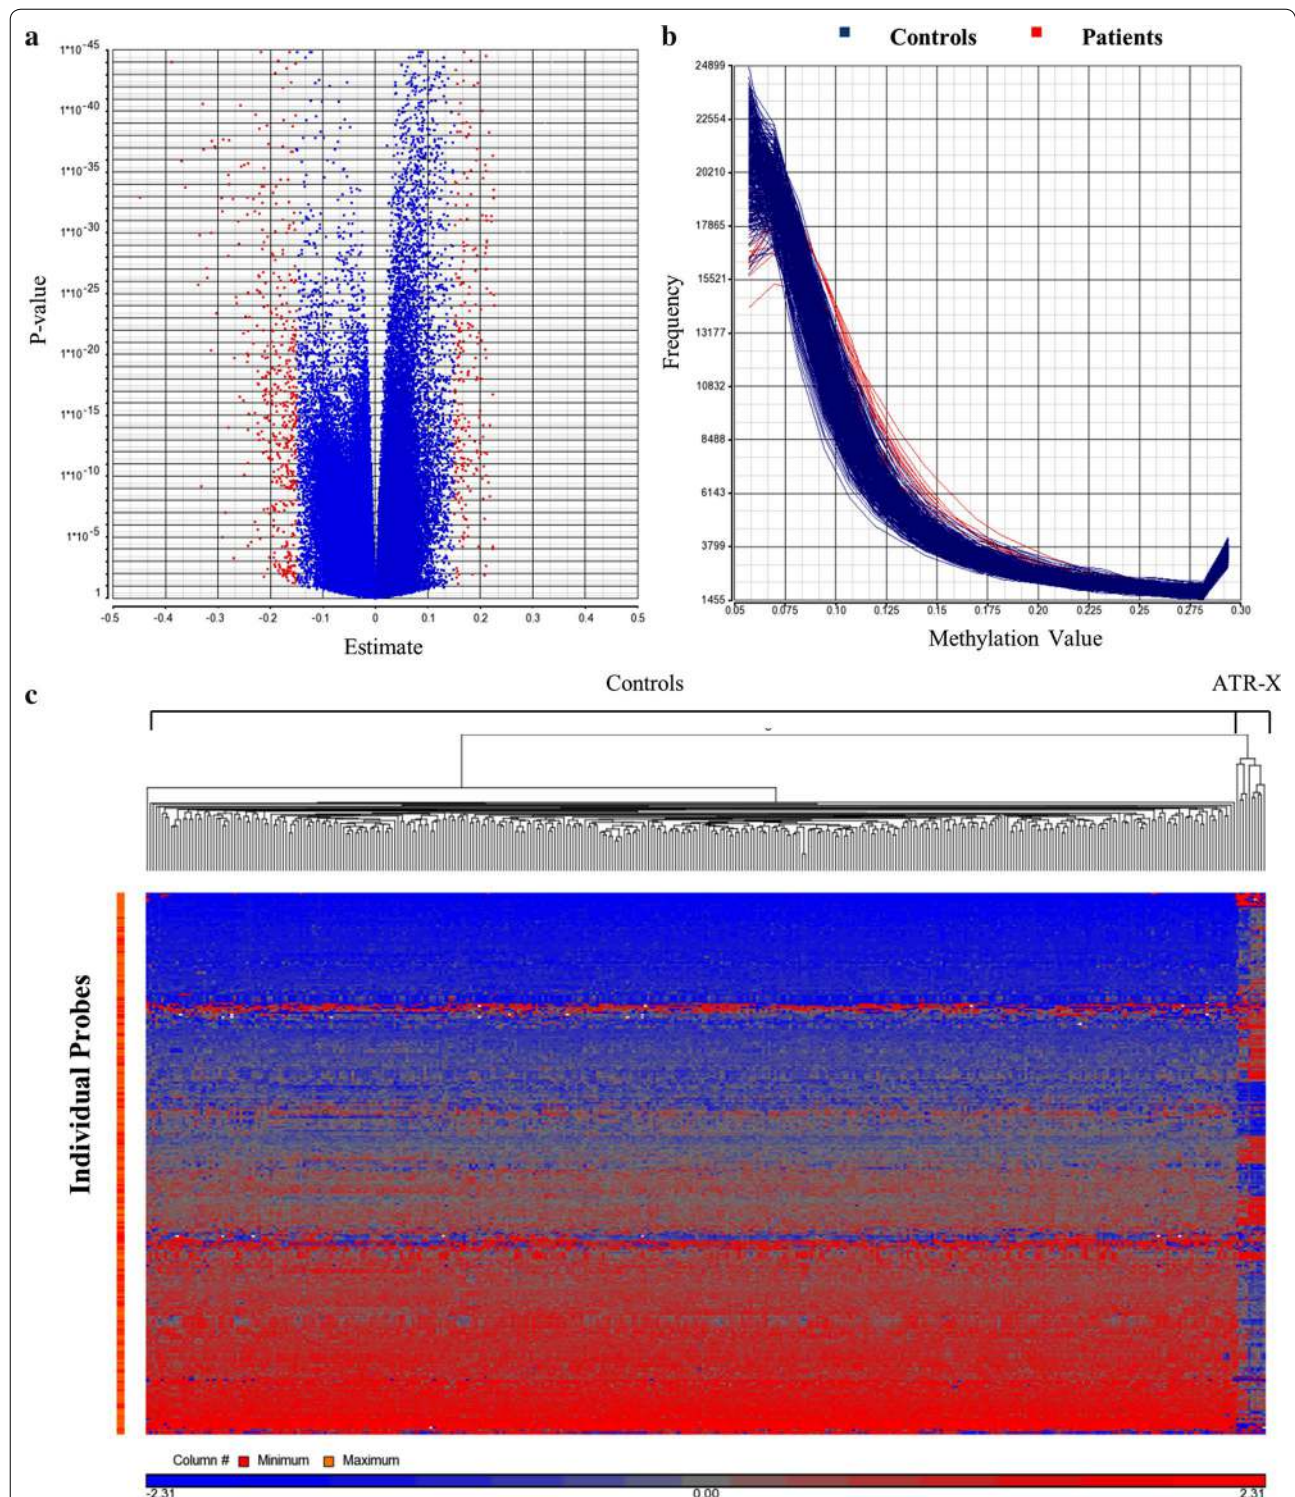 a
1*10^-45
1*10^-40
1*10^-35
1*10^-30
1*10^-25
1*10^-20
1*10^-15
1*10^-10
1*10^-5
1
P-value
-0.5 -0.4 -0.3 -0.2 -0.1 0 0.1 0.2 0.3 0.4 0.5
Estimate
b
Controls Patients
24899
22554
20210
17865
15521
13177
10832
8488
6143
3799
1455
Frequency
0.05 0.075 0.10 0.125 0.15 0.175 0.20 0.225 0.25 0.275 0.30
Methylation Value
c
Controls ATR-X
Individual Probes
Column # Minimum Maximum
-2.31 0.00 2.31